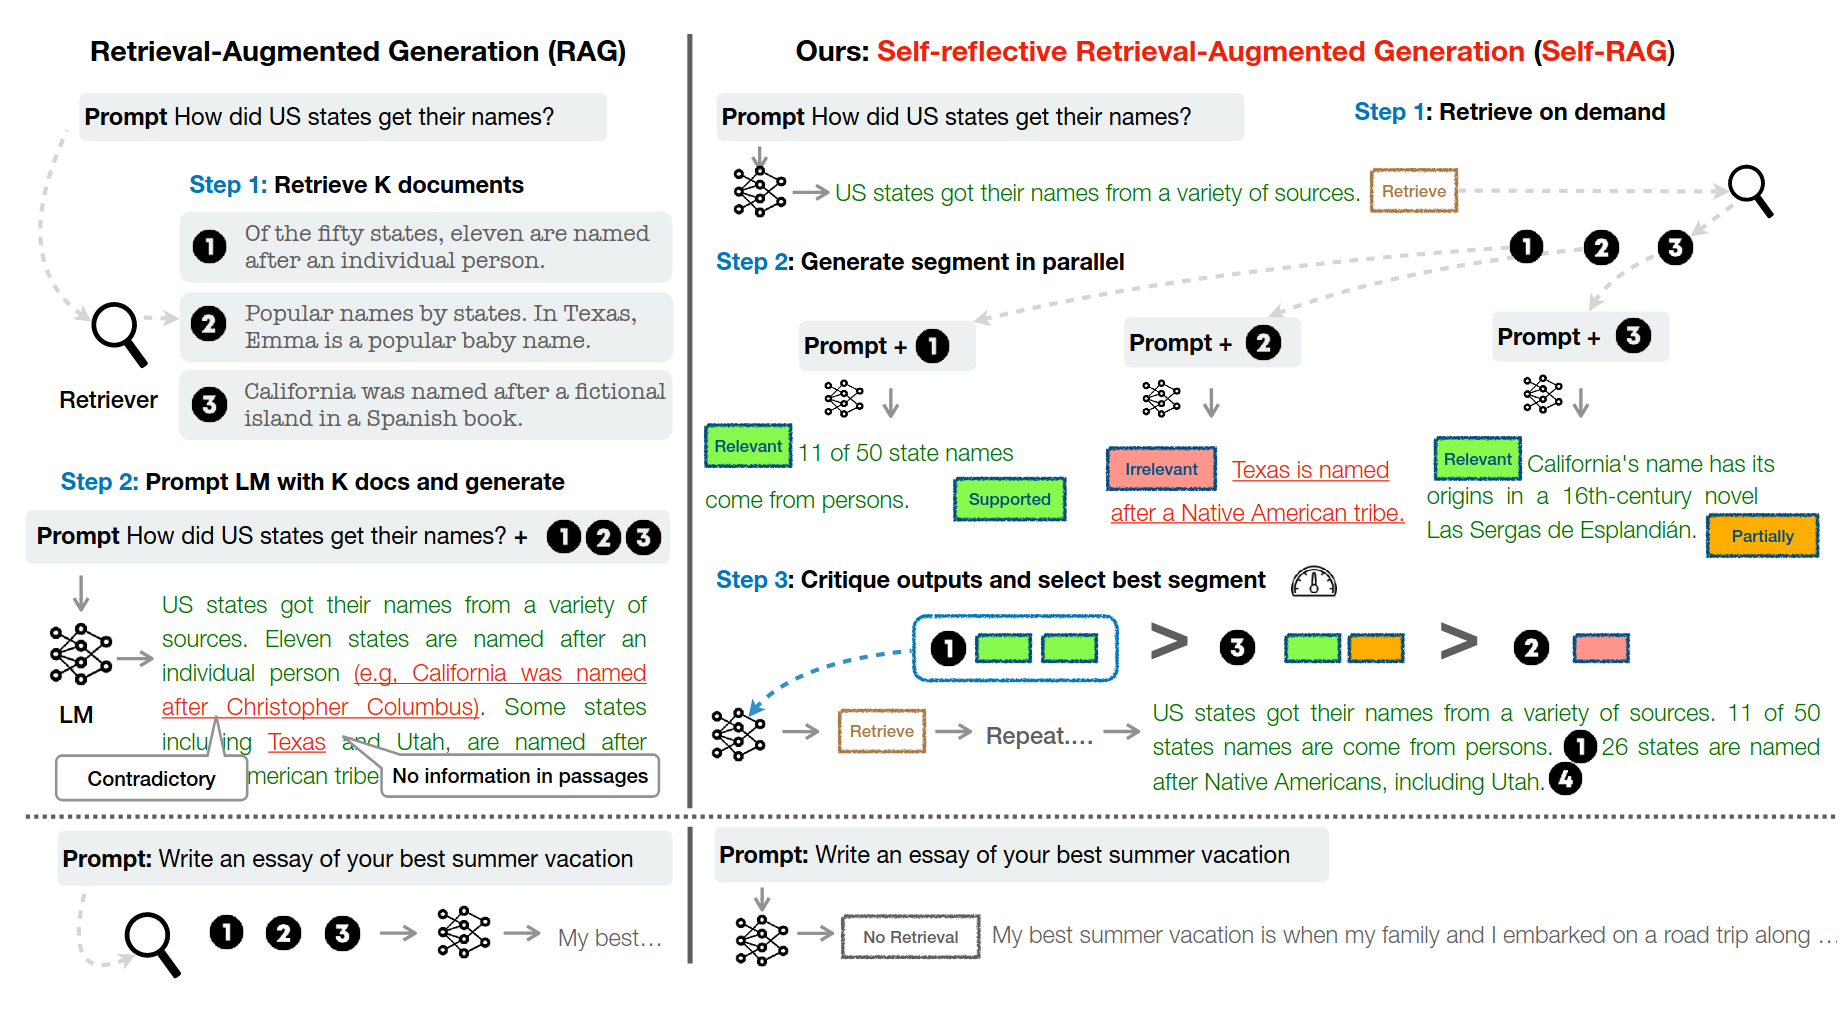 Retrieval-Augmented Generation (RAG)
Prompt How did US states get their names?
Step 1: Retrieve K documents
1 Of the fifty states, eleven are named
after an individual person.
2 Popular names by states. In Texas,
Emma is a popular baby name.
3 California was named after a fictional
island in a Spanish book.
Retriever
Step 2: Prompt LM with K docs and generate
Prompt How did US states get their names? + 1 2 3
LM
US states got their names from a variety of
sources. Eleven states are named after an
individual person (e.g, California was named
after Christopher Columbus). Some states
including Texas and Utah, are named after
merican tribe
Contradictory
No information in passages
Prompt: Write an essay of your best summer vacation
1 2 3
My best...
Ours: Self-reflective Retrieval-Augmented Generation (Self-RAG)
Prompt How did US states get their names?
Step 1: Retrieve on demand
US states got their names from a variety of sources. Retrieve
1 2 3
Step 2: Generate segment in parallel
Prompt + 1
Relevant 11 of 50 state names
come from persons. Supported
Prompt + 2
Irrelevant Texas is named
after a Native American tribe.
Prompt + 3
Relevant California's name has its
origins in a 16th-century novel
Las Sergas de Esplandián. Partially
Step 3: Critique outputs and select best segment
1 > 3 > 2
Retrieve Repeat....
US states got their names from a variety of sources. 11 of 50
states names are come from persons. 1 26 states are named
after Native Americans, including Utah. 4
Prompt: Write an essay of your best summer vacation
No Retrieval My best summer vacation is when my family and I embarked on a road trip along ...